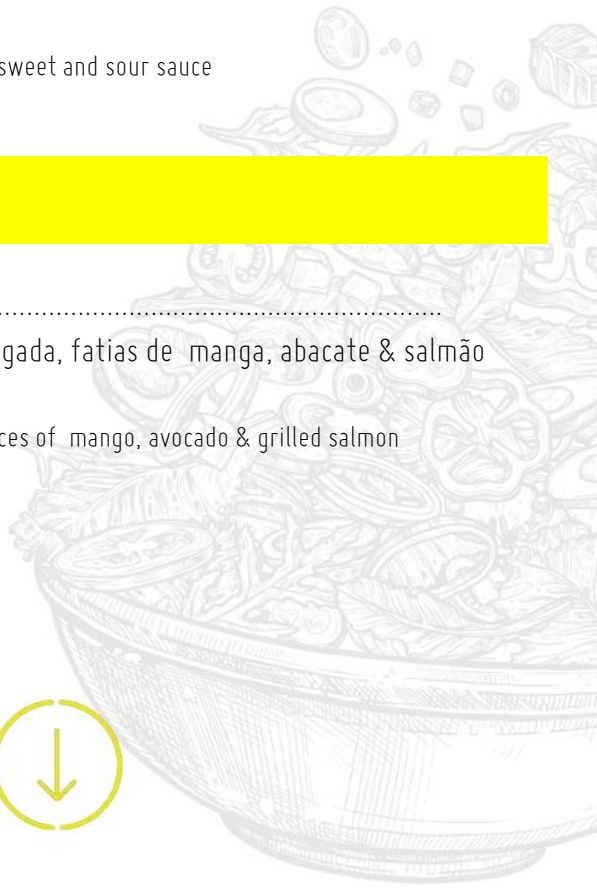 sweet and sour sauce
gada, fatias de manga, abacate & salmão
ces of mango, avocado & grilled salmon